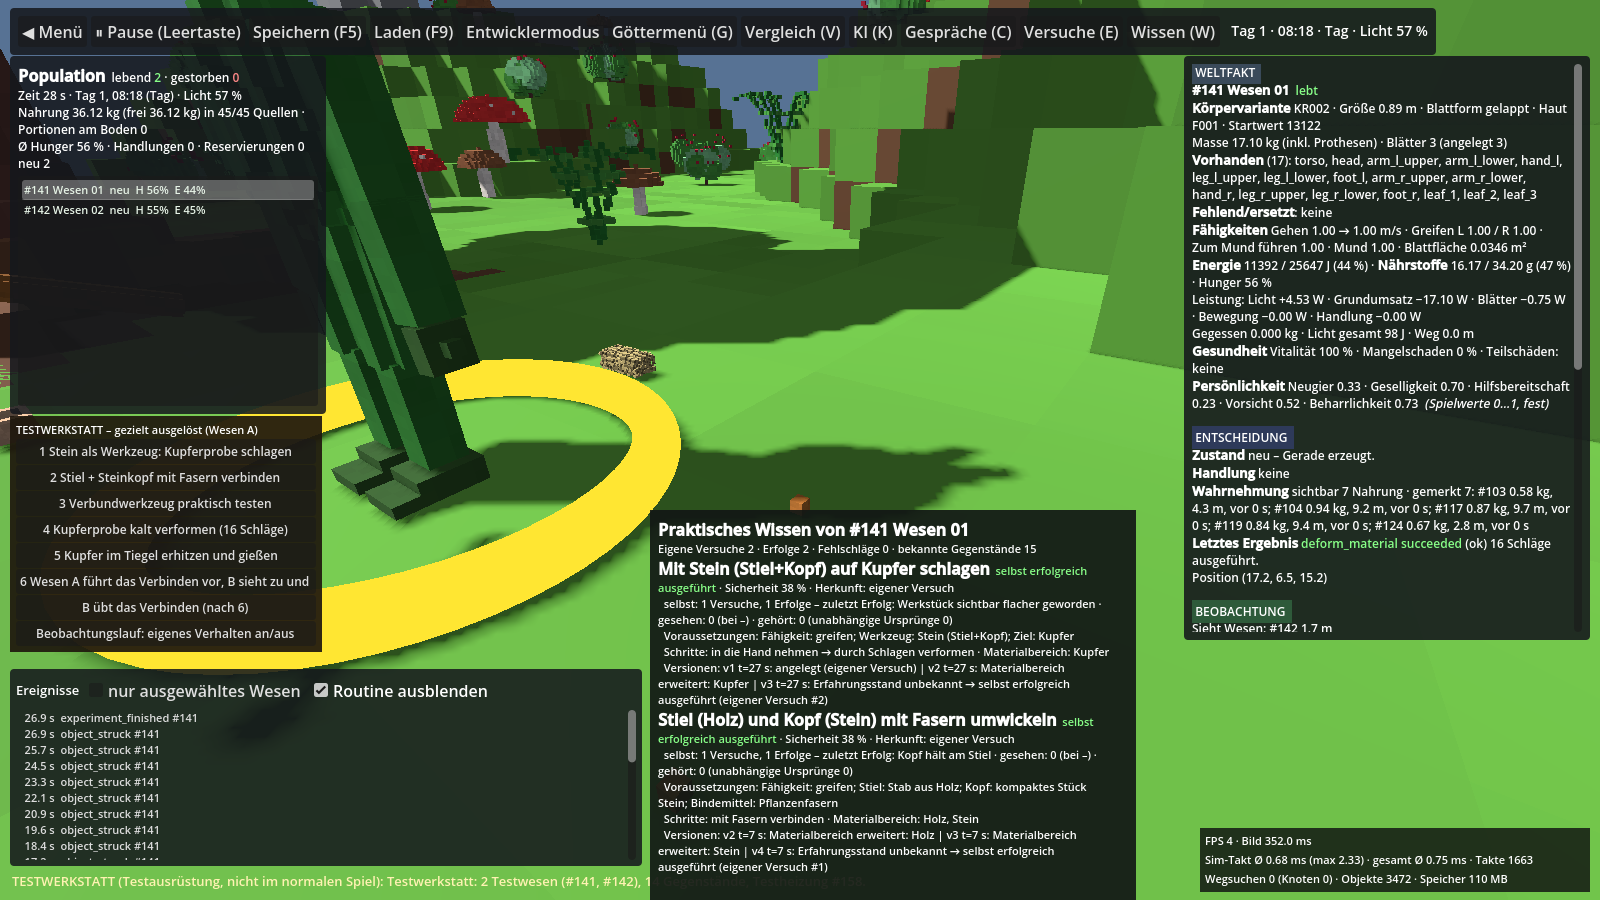 ◀ Menü ⏸ Pause (Leertaste) Speichern (F5) Laden (F9) Entwicklermodus Göttermenü (G) Vergleich (V) KI (K) Gespräche (C) Versuche (E) Wissen (W) Tag 1 · 08:18 · Tag · Licht 57 %
Population lebend 2 · gestorben 0
Zeit 28 s · Tag 1, 08:18 (Tag) · Licht 57 %
Nahrung 36.12 kg (frei 36.12 kg) in 45/45 Quellen ·
Portionen am Boden 0
Ø Hunger 56 % · Handlungen 0 · Reservierungen 0
neu 2
#141 Wesen 01 neu H 56% E 44%
#142 Wesen 02 neu H 55% E 45%
TESTWERKSTATT – gezielt ausgelöst (Wesen A)
1 Stein als Werkzeug: Kupferprobe schlagen
2 Stiel + Steinkopf mit Fasern verbinden
3 Verbundwerkzeug praktisch testen
4 Kupferprobe kalt verformen (16 Schläge)
5 Kupfer im Tiegel erhitzen und gießen
6 Wesen A führt das Verbinden vor, B sieht zu und
B übt das Verbinden (nach 6)
Beobachtungslauf: eigenes Verhalten an/aus
Ereignisse nur ausgewähltes Wesen Routine ausblenden
26.9 s experiment_finished #141
26.9 s object_struck #141
25.7 s object_struck #141
24.5 s object_struck #141
23.3 s object_struck #141
22.1 s object_struck #141
20.9 s object_struck #141
19.6 s object_struck #141
18.4 s object_struck #141
TESTWERKSTATT (Testausrüstung, nicht im normalen Spiel): Testwerkstatt: 2 Testwesen (#141, #142),
Praktisches Wissen von #141 Wesen 01
Eigene Versuche 2 · Erfolge 2 · Fehlschläge 0 · bekannte Gegenstände 15
Mit Stein (Stiel+Kopf) auf Kupfer schlagen selbst erfolgreich
ausgeführt · Sicherheit 38 % · Herkunft: eigener Versuch
selbst: 1 Versuche, 1 Erfolge – zuletzt Erfolg: Werkstück sichtbar flacher geworden ·
gesehen: 0 (bei –) · gehört: 0 (unabhängige Ursprünge 0)
Voraussetzungen: Fähigkeit: greifen; Werkzeug: Stein (Stiel+Kopf); Ziel: Kupfer
Schritte: in die Hand nehmen → durch Schlagen verformen · Materialbereich: Kupfer
Versionen: v1 t=27 s: angelegt (eigener Versuch) | v2 t=27 s: Materialbereich
erweitert: Kupfer | v3 t=27 s: Erfahrungsstand unbekannt → selbst erfolgreich
ausgeführt (eigener Versuch #2)
Stiel (Holz) und Kopf (Stein) mit Fasern umwickeln selbst
erfolgreich ausgeführt · Sicherheit 38 % · Herkunft: eigener Versuch
selbst: 1 Versuche, 1 Erfolge – zuletzt Erfolg: Kopf hält am Stiel · gesehen: 0 (bei –) ·
gehört: 0 (unabhängige Ursprünge 0)
Voraussetzungen: Fähigkeit: greifen; Stiel: Stab aus Holz; Kopf: kompaktes Stück
Stein; Bindemittel: Pflanzenfasern
Schritte: mit Fasern verbinden · Materialbereich: Holz, Stein
Versionen: v2 t=7 s: Materialbereich erweitert: Holz | v3 t=7 s: Materialbereich
erweitert: Stein | v4 t=7 s: Erfahrungsstand unbekannt → selbst erfolgreich
ausgeführt (eigener Versuch #1)
WELTFAKT
#141 Wesen 01 lebt
Körpervariante KR002 · Größe 0.89 m · Blattform gelappt · Haut
F001 · Startwert 13122
Masse 17.10 kg (inkl. Prothesen) · Blätter 3 (angelegt 3)
Vorhanden (17): torso, head, arm_l_upper, arm_l_lower, hand_l,
leg_l_upper, leg_l_lower, foot_l, arm_r_upper, arm_r_lower,
hand_r, leg_r_upper, leg_r_lower, foot_r, leaf_1, leaf_2, leaf_3
Fehlend/ersetzt: keine
Fähigkeiten Gehen 1.00 → 1.00 m/s · Greifen L 1.00 / R 1.00 ·
Zum Mund führen 1.00 · Mund 1.00 · Blattfläche 0.0346 m²
Energie 11392 / 25647 J (44 %) · Nährstoffe 16.17 / 34.20 g (47 %)
· Hunger 56 %
Leistung: Licht +4.53 W · Grundumsatz −17.10 W · Blätter −0.75 W
· Bewegung −0.00 W · Handlung −0.00 W
Gegessen 0.000 kg · Licht gesamt 98 J · Weg 0.0 m
Gesundheit Vitalität 100 % · Mangelschaden 0 % · Teilschäden:
keine
Persönlichkeit Neugier 0.33 · Geselligkeit 0.70 · Hilfsbereitschaft
0.23 · Vorsicht 0.52 · Beharrlichkeit 0.73 (Spielwerte 0…1, fest)
ENTSCHEIDUNG
Zustand neu – Gerade erzeugt.
Handlung keine
Wahrnehmung sichtbar 7 Nahrung · gemerkt 7: #103 0.58 kg,
4.3 m, vor 0 s; #104 0.94 kg, 9.2 m, vor 0 s; #117 0.87 kg, 9.7 m, vor
0 s; #119 0.84 kg, 9.4 m, vor 0 s; #124 0.67 kg, 2.8 m, vor 0 s
Letztes Ergebnis deform_material succeeded (ok) 16 Schläge
ausgeführt.
Position (17.2, 6.5, 15.2)
BEOBACHTUNG
Sieht Wesen: #142 1.7 m
FPS 4 · Bild 352.0 ms
Sim-Takt Ø 0.68 ms (max 2.33) · gesamt Ø 0.75 ms · Takte 1663
Wegsuchen 0 (Knoten 0) · Objekte 3472 · Speicher 110 MB